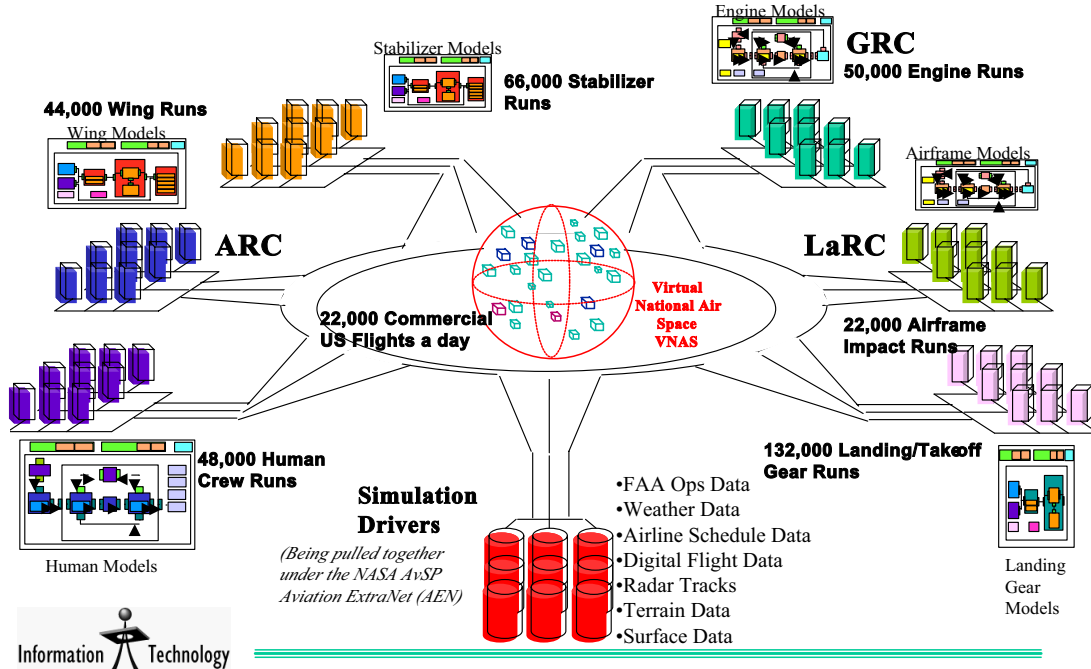 Engine Models
GRC
50,000 Engine Runs
Stabilizer Models
66,000 Stabilizer
Runs
44,000 Wing Runs
Wing Models
Airframe Models
ARC
LaRC
Virtual
National Air
Space
VNAS
22,000 Commercial
US Flights a day
22,000 Airframe
Impact Runs
48,000 Human
Crew Runs
Human Models
132,000 Landing/Takeoff
Gear Runs
Landing
Gear
Models
Simulation
Drivers
(Being pulled together
under the NASA AvSP
Aviation ExtraNet (AEN)
•FAA Ops Data
•Weather Data
•Airline Schedule Data
•Digital Flight Data
•Radar Tracks
•Terrain Data
•Surface Data
Information Technology